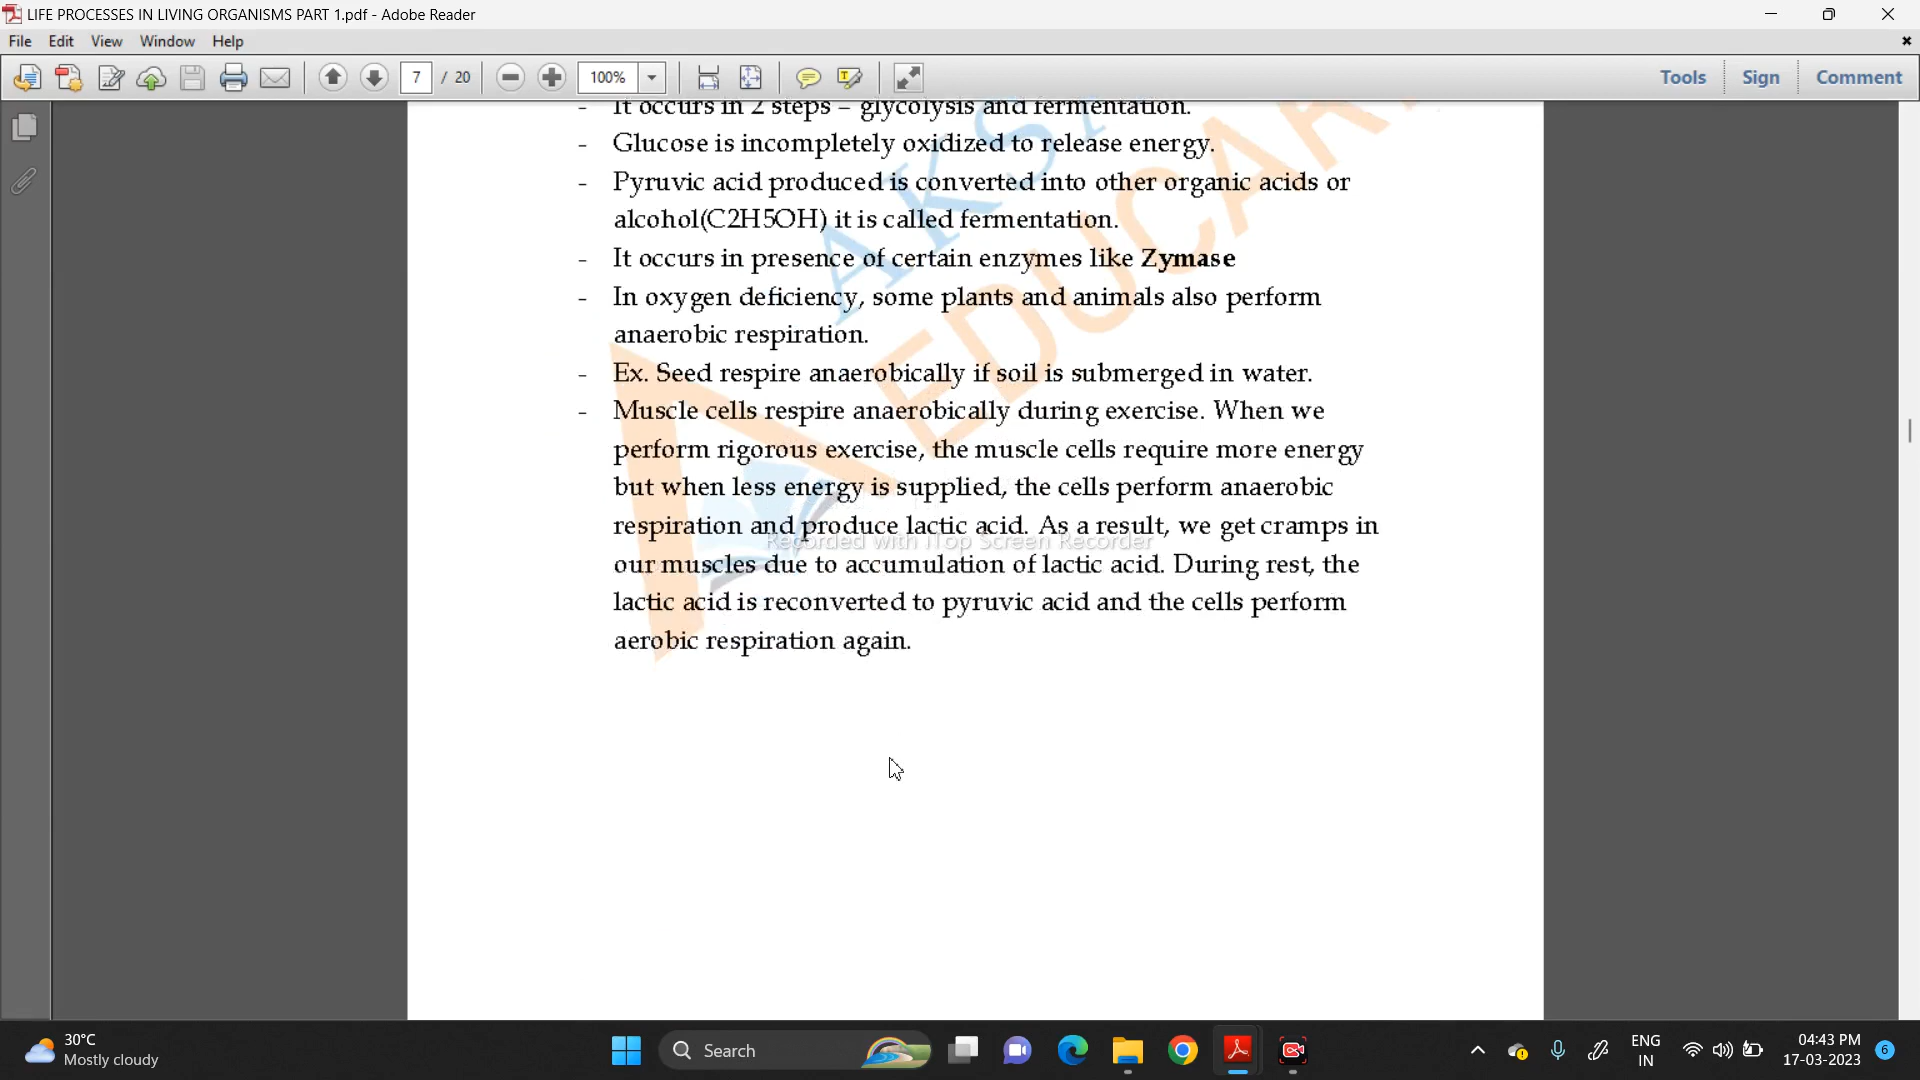 LIFE PROCESSES IN LIVING ORGANISMS PART 1.pdf - Adobe Reader
File Edit View Window Help
7 / 20 100% Tools Sign Comment
- It occurs in 2 steps – glycolysis and fermentation.
- Glucose is incompletely oxidized to release energy.
- Pyruvic acid produced is converted into other organic acids or
alcohol(C2H5OH) it is called fermentation.
- It occurs in presence of certain enzymes like Zymase
- In oxygen deficiency, some plants and animals also perform
anaerobic respiration.
- Ex. Seed respire anaerobically if soil is submerged in water.
- Muscle cells respire anaerobically during exercise. When we
perform rigorous exercise, the muscle cells require more energy
but when less energy is supplied, the cells perform anaerobic
respiration and produce lactic acid. As a result, we get cramps in
Recorded with iTop Screen Recorder
our muscles due to accumulation of lactic acid. During rest, the
lactic acid is reconverted to pyruvic acid and the cells perform
aerobic respiration again.
30°C
Mostly cloudy
Search
ENG
IN
04:43 PM
17-03-2023
6